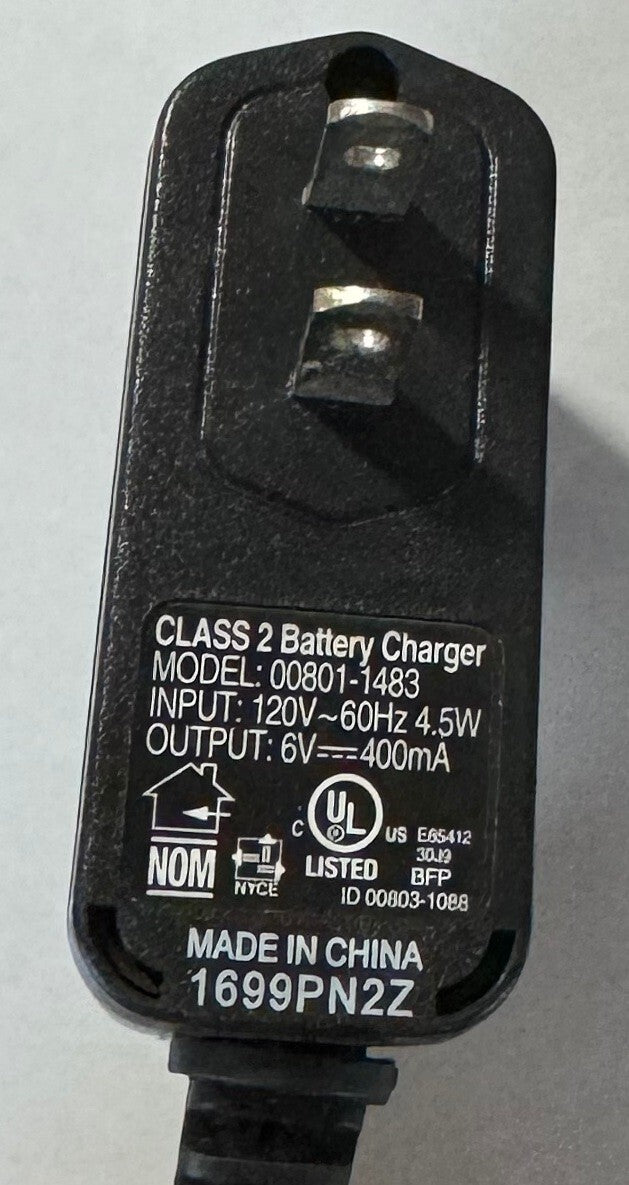 CLASS 2 Battery Charger
MODEL: 00801-1483
INPUT: 120V~60Hz 4.5W
OUTPUT: 6V⎓400mA
NOM
NYCE
C UL US
LISTED
E65412
30J9
BFP
ID 00803-1088
MADE IN CHINA
1699PN2Z